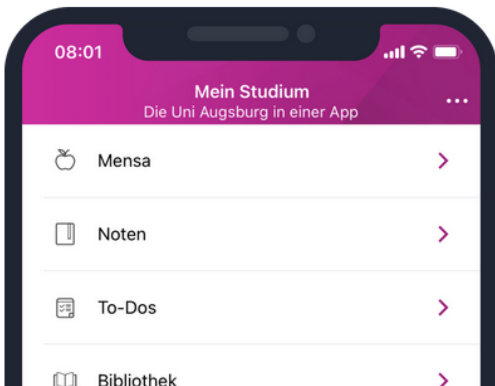 08:01
Mein Studium
Die Uni Augsburg in einer App
Mensa
Noten
To-Dos
Bibliothek